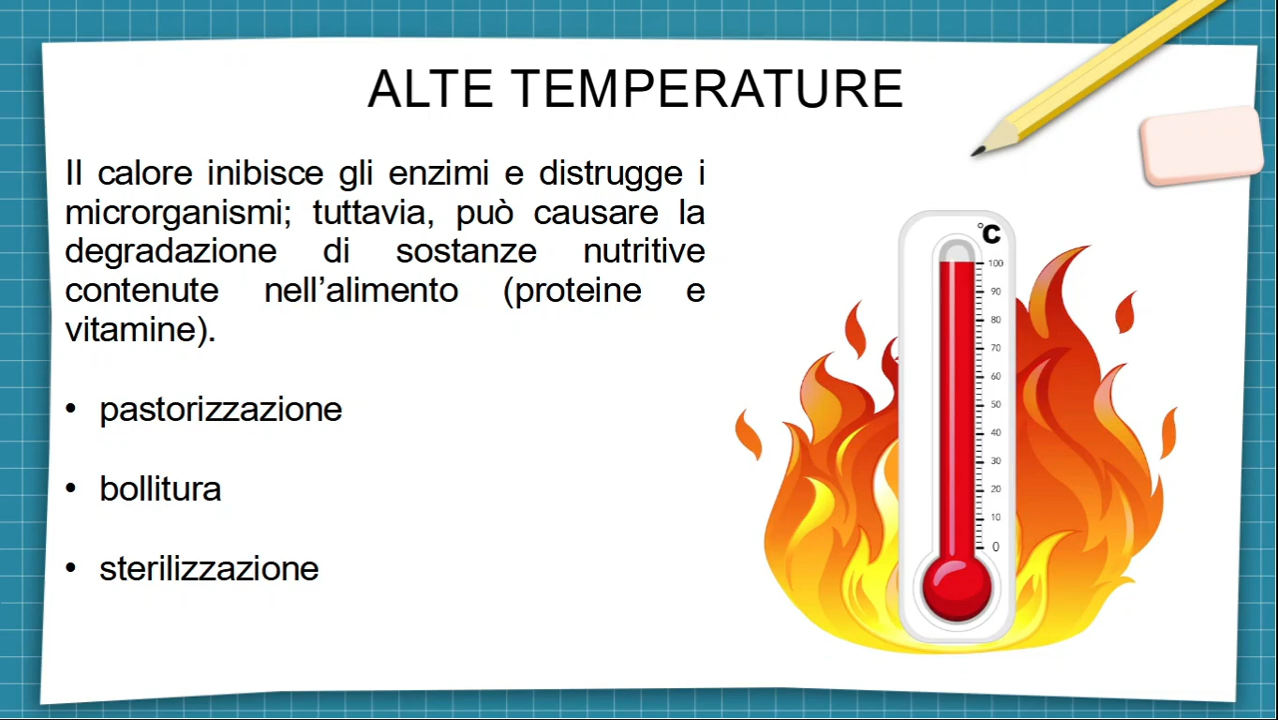 ALTE TEMPERATURE
Il calore inibisce gli enzimi e distrugge i
microrganismi; tuttavia, può causare la
degradazione di sostanze nutritive
contenute nell’alimento (proteine e
vitamine).
• pastorizzazione
• bollitura
• sterilizzazione
°C
100
90
80
70
60
50
40
30
20
10
0